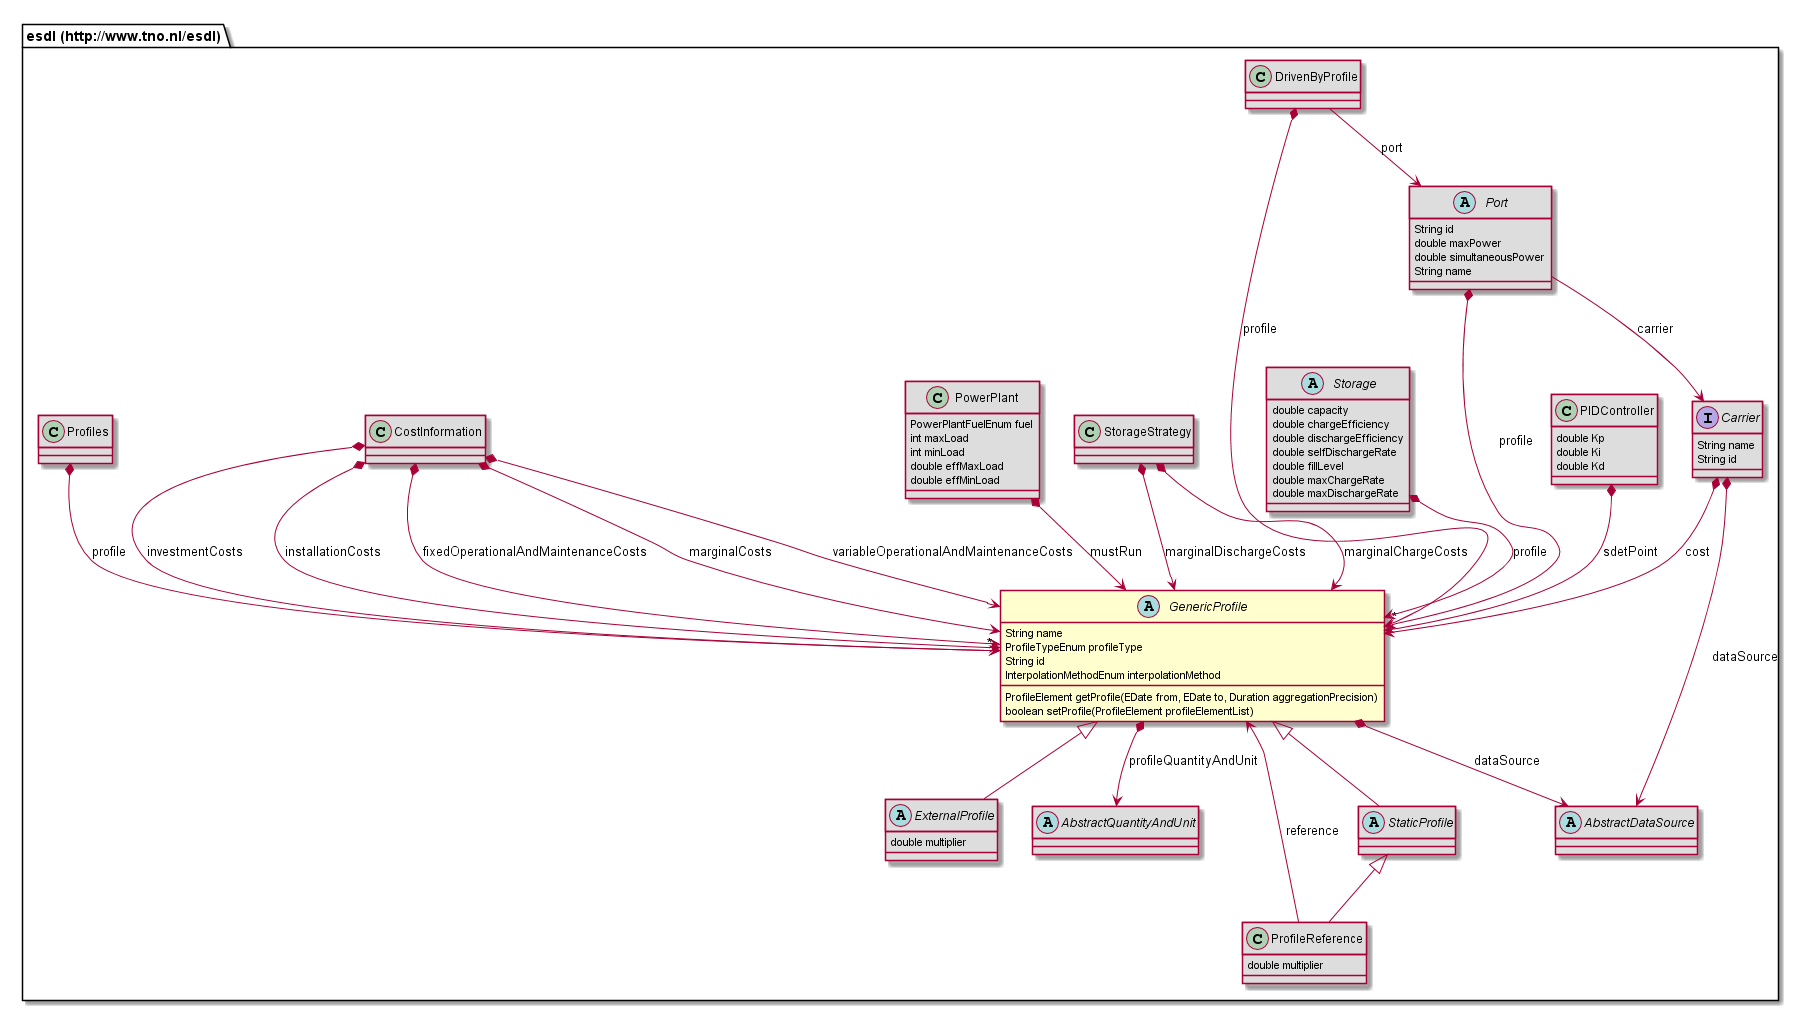 esdl (http://www.tno.nl/esdl)
C DrivenByProfile
port
A Port
String id
double maxPower
double simultaneousPower
String name
profile
carrier
A Storage
double capacity
double chargeEfficiency
double dischargeEfficiency
double selfDischargeRate
double fillLevel
double maxChargeRate
double maxDischargeRate
C PowerPlant
PowerPlantFuelEnum fuel
int maxLoad
int minLoad
double effMaxLoad
double effMinLoad
C PIDController
double Kp
double Ki
double Kd
I Carrier
String name
String id
C Profiles
C CostInformation
C StorageStrategy
profile
profile
investmentCosts
installationCosts
fixedOperationalAndMaintenanceCosts
marginalCosts
variableOperationalAndMaintenanceCosts
mustRun
marginalDischargeCosts
marginalChargeCosts
profile
sdetPoint
cost
A GenericProfile
String name
ProfileTypeEnum profileType
String id
InterpolationMethodEnum interpolationMethod
ProfileElement getProfile(EDate from, EDate to, Duration aggregationPrecision)
boolean setProfile(ProfileElement profileElementList)
*
*
dataSource
profileQuantityAndUnit
dataSource
A ExternalProfile
double multiplier
A AbstractQuantityAndUnit
reference
A StaticProfile
A AbstractDataSource
C ProfileReference
double multiplier